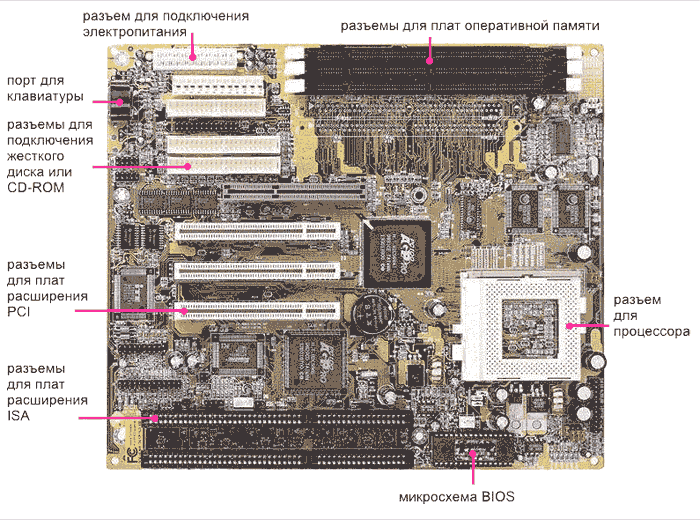 разъем для подключения
электропитания
разъемы для плат оперативной памяти
порт для
клавиатуры
разъемы для
подключения
жесткого
диска или
CD-ROM
разъемы
для плат
расширения
PCI
разъем
для
процессора
разъемы
для плат
расширения
ISA
микросхема BIOS